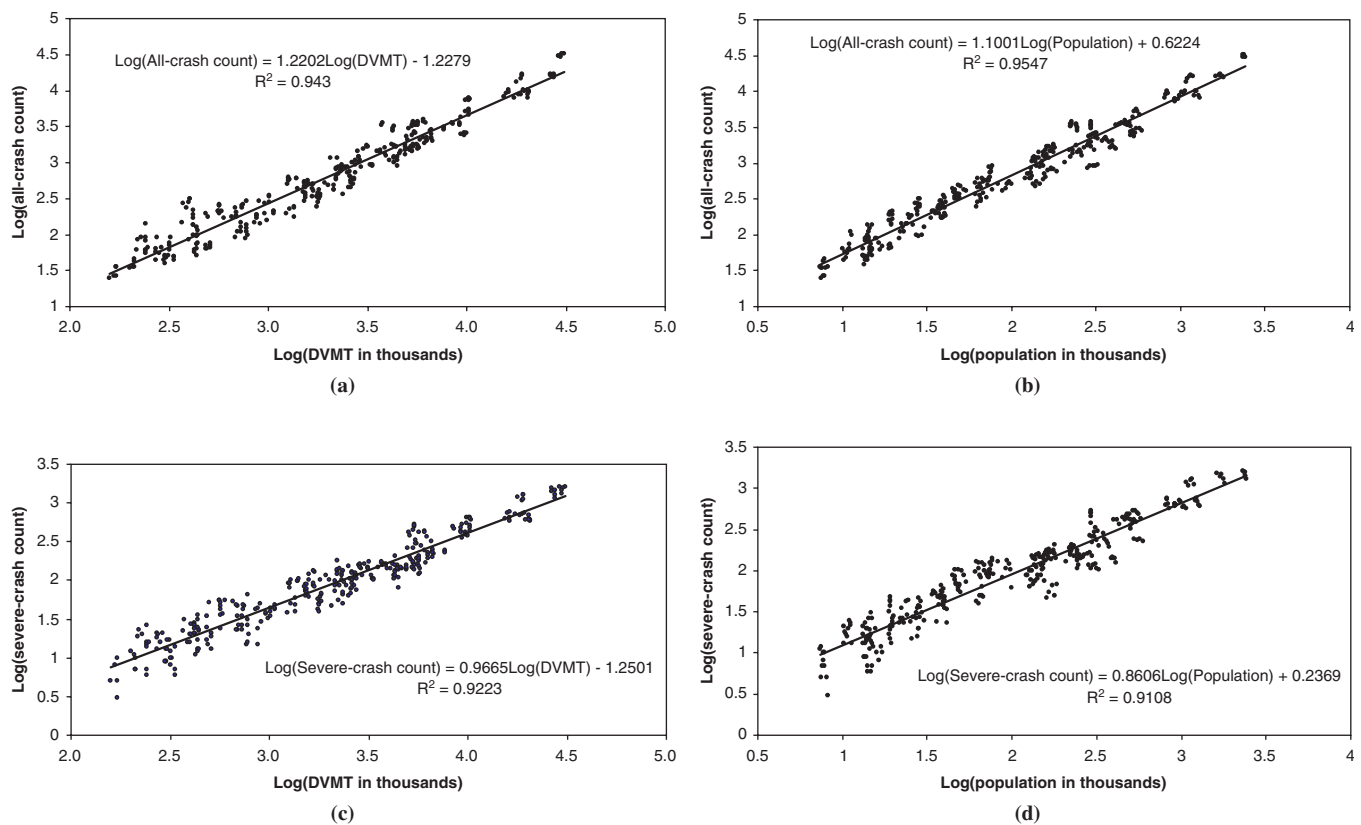 5
4.5
4
3.5
3
2.5
2
1.5
1
Log(all-crash count)
Log(All-crash count) = 1.2202Log(DVMT) - 1.2279
R² = 0.943
2.0 2.5 3.0 3.5 4.0 4.5 5.0
Log(DVMT in thousands)
(a)
5
4.5
4
3.5
3
2.5
2
1.5
1
Log(all-crash count)
Log(All-crash count) = 1.1001Log(Population) + 0.6224
R² = 0.9547
0.5 1 1.5 2 2.5 3 3.5 4
Log(population in thousands)
(b)
3.5
3
2.5
2
1.5
1
0.5
0
Log(severe-crash count)
Log(Severe-crash count) = 0.9665Log(DVMT) - 1.2501
R² = 0.9223
2.0 2.5 3.0 3.5 4.0 4.5 5.0
Log(DVMT in thousands)
(c)
3.5
3
2.5
2
1.5
1
0.5
0
Log(severe-crash count)
Log(Severe-crash count) = 0.8606Log(Population) + 0.2369
R² = 0.9108
0.5 1 1.5 2 2.5 3 3.5 4
Log(population in thousands)
(d)